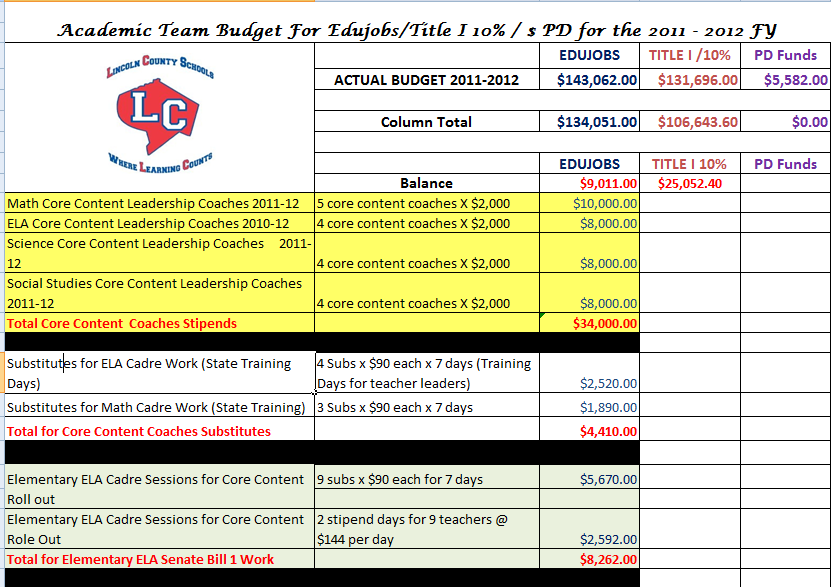 Academic Team Budget For Edujobs/Title I 10% / $ PD for the 2011 - 2012 FY
LINCOLN COUNTY SCHOOLS
LC
WHERE LEARNING COUNTS
EDUJOBS TITLE I /10% PD Funds
ACTUAL BUDGET 2011-2012 $143,062.00 $131,696.00 $5,582.00
Column Total $134,051.00 $106,643.60 $0.00
EDUJOBS TITLE I 10% PD Funds
Balance $9,011.00 $25,052.40
Math Core Content Leadership Coaches 2011-12 5 core content coaches X $2,000 $10,000.00
ELA Core Content Leadership Coaches 2010-12 4 core content coaches X $2,000 $8,000.00
Science Core Content Leadership Coaches 2011-
12 4 core content coaches X $2,000 $8,000.00
Social Studies Core Content Leadership Coaches
2011-12 4 core content coaches X $2,000 $8,000.00
Total Core Content Coaches Stipends $34,000.00
Substitutes for ELA Cadre Work (State Training 4 Subs x $90 each x 7 days (Training
Days) Days for teacher leaders) $2,520.00
Substitutes for Math Cadre Work (State Training) 3 Subs x $90 each x 7 days $1,890.00
Total for Core Content Coaches Substitutes $4,410.00
Elementary ELA Cadre Sessions for Core Content 9 subs x $90 each for 7 days $5,670.00
Roll out
Elementary ELA Cadre Sessions for Core Content 2 stipend days for 9 teachers @
Role Out $144 per day $2,592.00
Total for Elementary ELA Senate Bill 1 Work $8,262.00